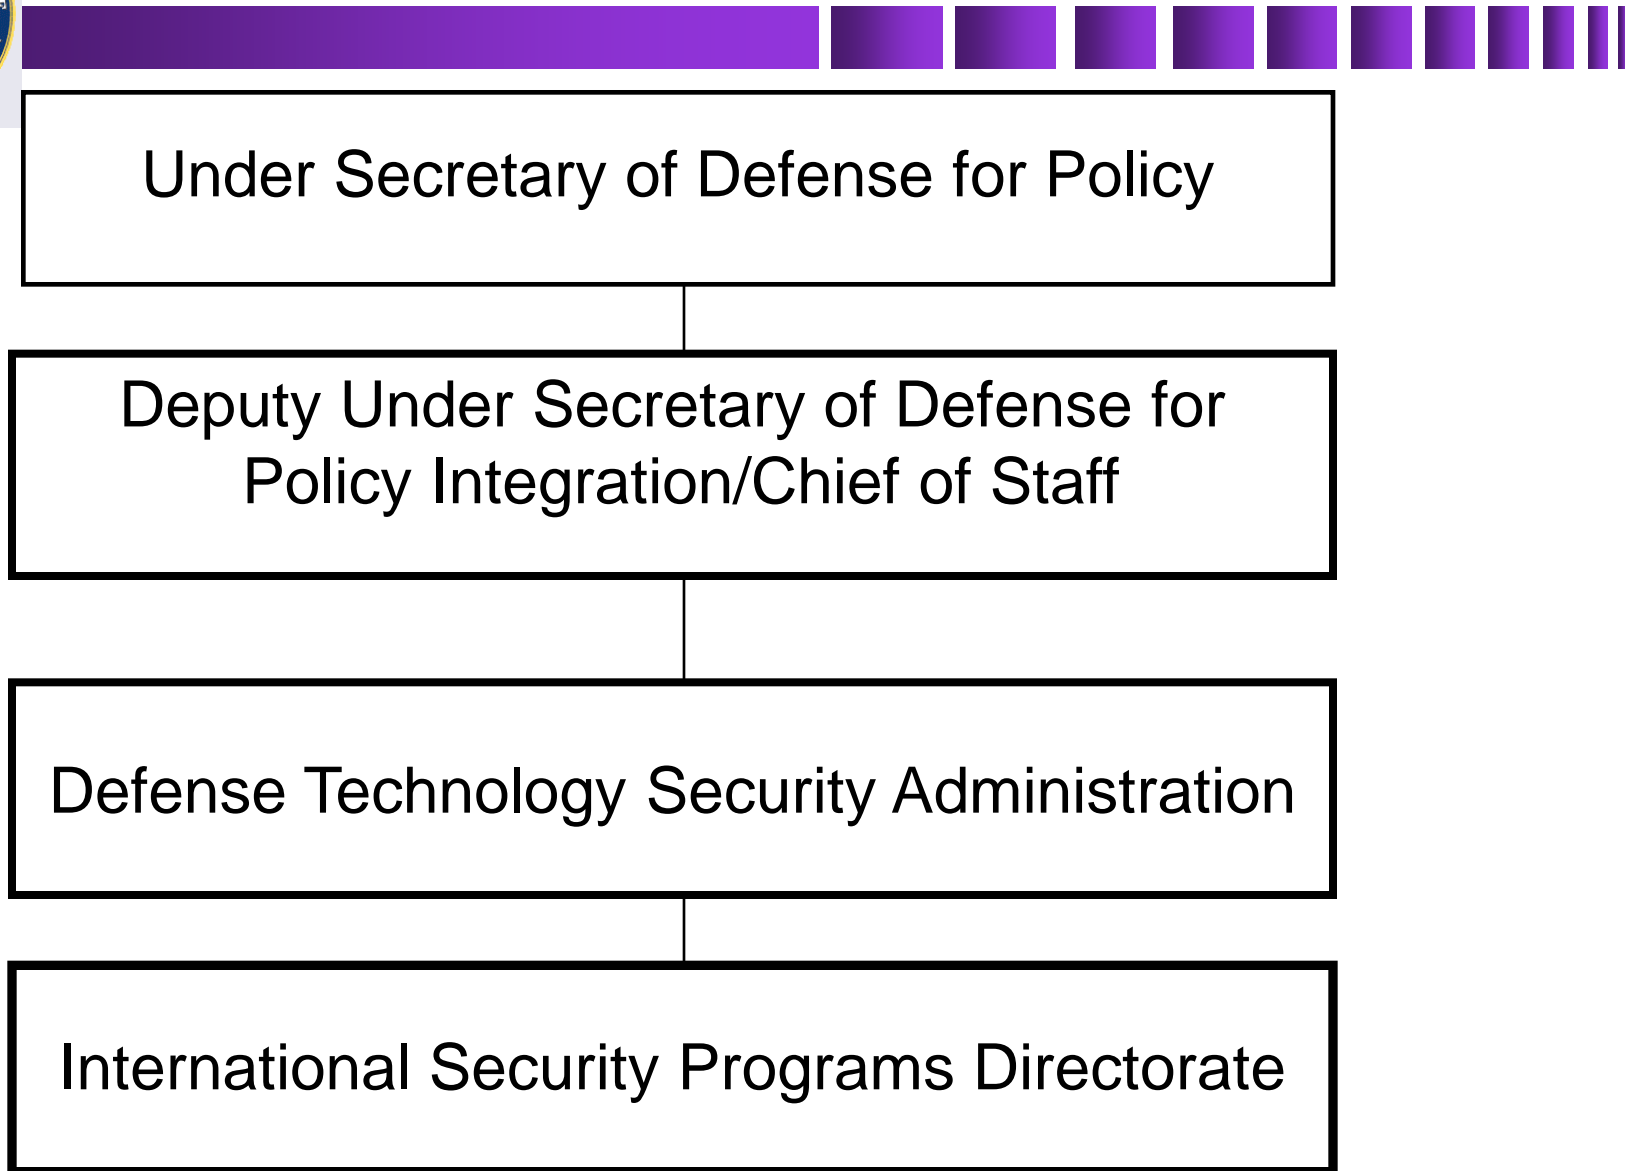 Under Secretary of Defense for Policy
Deputy Under Secretary of Defense for
Policy Integration/Chief of Staff
Defense Technology Security Administration
International Security Programs Directorate